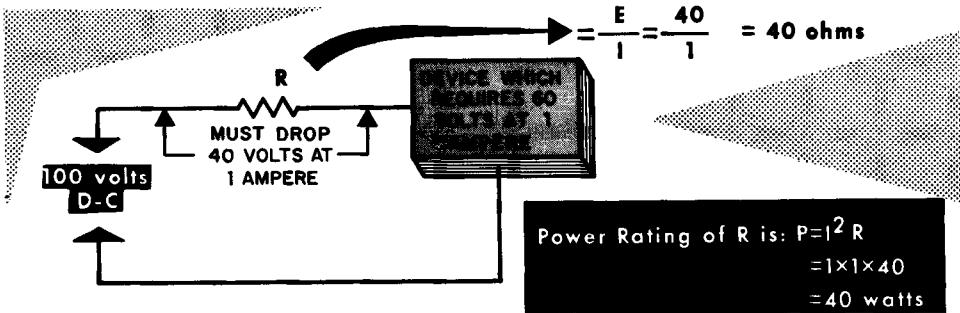 = E/I = 40/1 = 40 ohms
R
DEVICE WHICH
REQUIRES 60
VOLTS AT 1
AMPERE
MUST DROP
40 VOLTS AT
1 AMPERE
100 volts
D-C
Power Rating of R is: P=I² R
=1×1×40
=40 watts